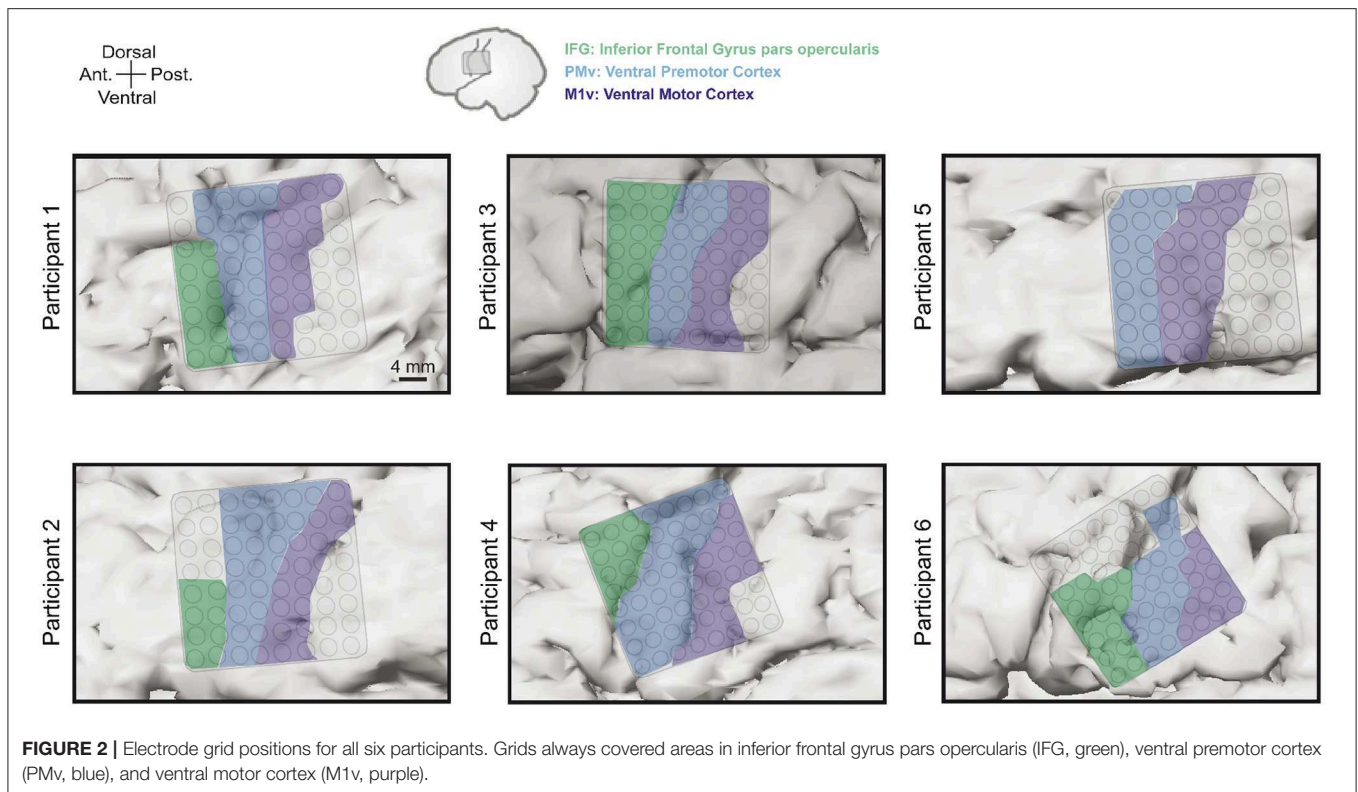 Dorsal
Ant. Post.
Ventral
IFG: Inferior Frontal Gyrus pars opercularis
PMv: Ventral Premotor Cortex
M1v: Ventral Motor Cortex
Participant 1
4 mm
Participant 3
Participant 5
Participant 2
Participant 4
Participant 6
FIGURE 2 | Electrode grid positions for all six participants. Grids always covered areas in inferior frontal gyrus pars opercularis (IFG, green), ventral premotor cortex
(PMv, blue), and ventral motor cortex (M1v, purple).